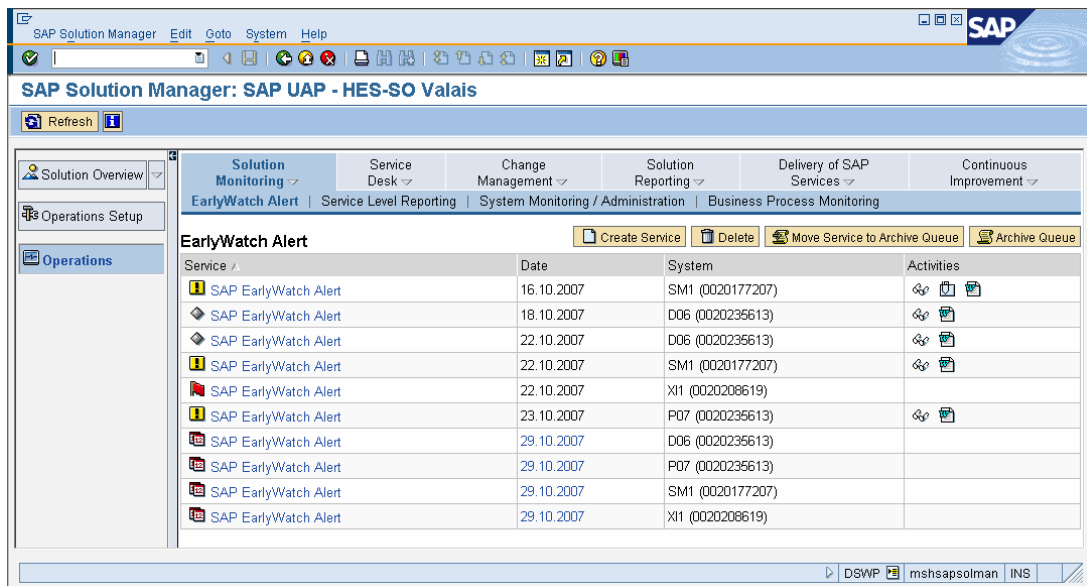 SAP Solution Manager Edit Goto System Help
SAP
SAP Solution Manager: SAP UAP - HES-SO Valais
Refresh
Solution Overview
Operations Setup
Operations
Solution Monitoring Service Desk Change Management Solution Reporting Delivery of SAP Services Continuous Improvement
EarlyWatch Alert | Service Level Reporting | System Monitoring / Administration | Business Process Monitoring
EarlyWatch Alert Create Service Delete Move Service to Archive Queue Archive Queue
Service Date System Activities
SAP EarlyWatch Alert 16.10.2007 SM1 (0020177207)
SAP EarlyWatch Alert 18.10.2007 D06 (0020235613)
SAP EarlyWatch Alert 22.10.2007 D06 (0020235613)
SAP EarlyWatch Alert 22.10.2007 SM1 (0020177207)
SAP EarlyWatch Alert 22.10.2007 XI1 (0020208619)
SAP EarlyWatch Alert 23.10.2007 P07 (0020235613)
SAP EarlyWatch Alert 29.10.2007 D06 (0020235613)
SAP EarlyWatch Alert 29.10.2007 P07 (0020235613)
SAP EarlyWatch Alert 29.10.2007 SM1 (0020177207)
SAP EarlyWatch Alert 29.10.2007 XI1 (0020208619)
DSWP mshsapsolman INS